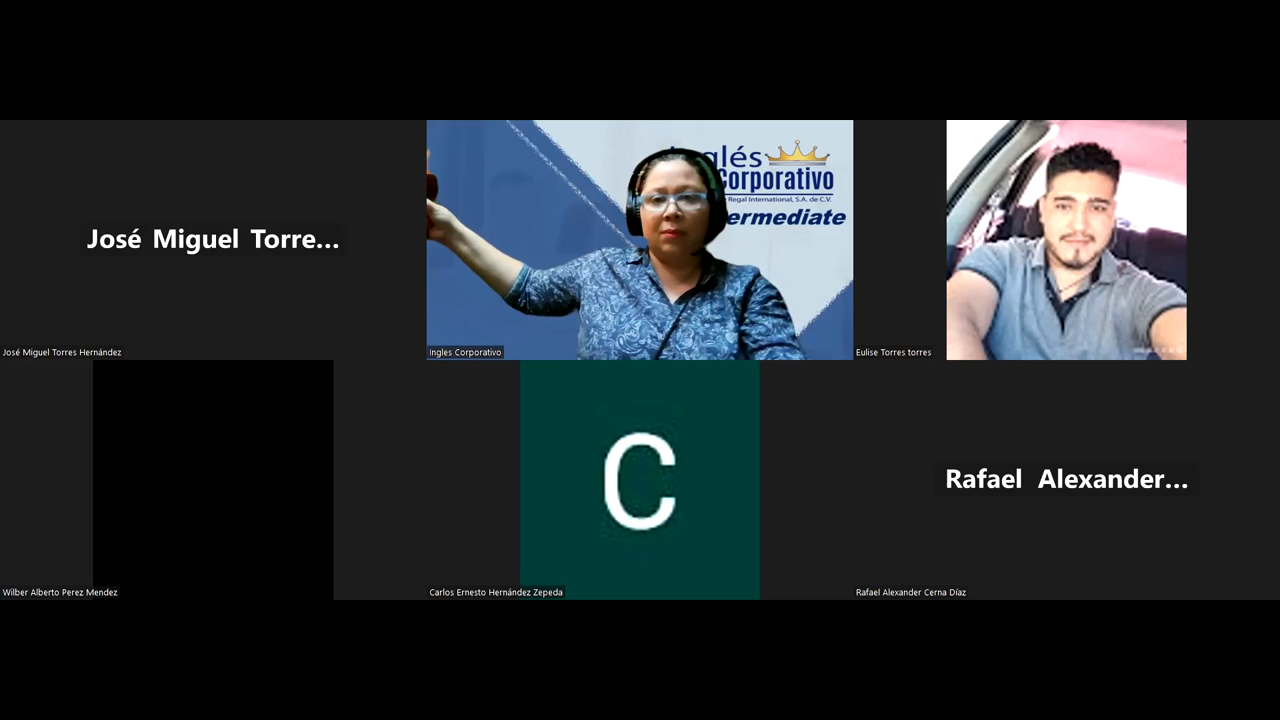 José Miguel Torre...
José Miguel Torres Hernández
glés
Corporativo
Regal International, S.A. de C.V.
ermediate
Ingles Corporativo
Eulise Torres torres
Wilber Alberto Perez Mendez
C
Carlos Ernesto Hernández Zepeda
Rafael Alexander...
Rafael Alexander Cerna Díaz